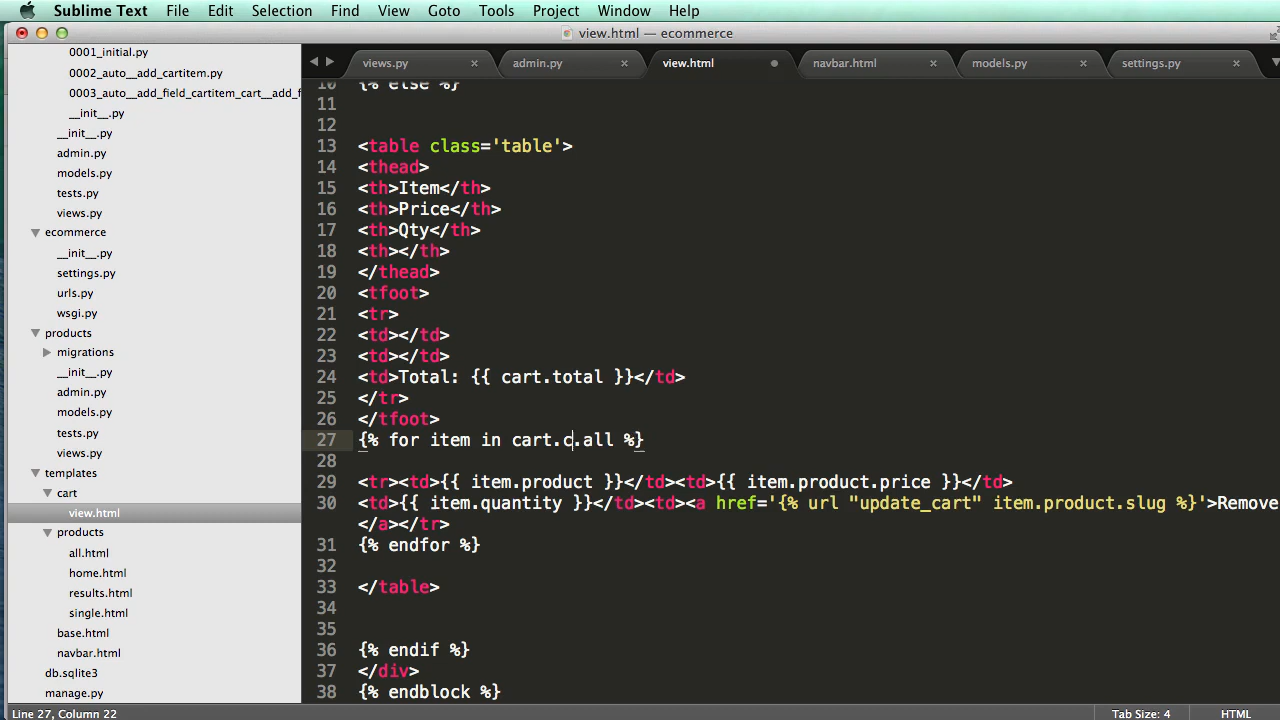 Sublime Text File Edit Selection Find View Goto Tools Project Window Help
view.html — ecommerce
0001_initial.py
0002_auto__add_cartitem.py
0003_auto__add_field_cartitem_cart__add_f
__init__.py
__init__.py
admin.py
models.py
tests.py
views.py
ecommerce
__init__.py
settings.py
urls.py
wsgi.py
products
migrations
__init__.py
admin.py
models.py
tests.py
views.py
templates
cart
view.html
products
all.html
home.html
results.html
single.html
base.html
navbar.html
db.sqlite3
manage.py
views.py admin.py view.html navbar.html models.py settings.py
10 {% else %}
11
12
13 <table class='table'>
14 <thead>
15 <th>Item</th>
16 <th>Price</th>
17 <th>Qty</th>
18 <th></th>
19 </thead>
20 <tfoot>
21 <tr>
22 <td></td>
23 <td></td>
24 <td>Total: {{ cart.total }}</td>
25 </tr>
26 </tfoot>
27 {% for item in cart.c.all %}
28
29 <tr><td>{{ item.product }}</td><td>{{ item.product.price }}</td>
30 <td>{{ item.quantity }}</td><td><a href='{% url "update_cart" item.product.slug %}'>Remove
</a></tr>
31 {% endfor %}
32
33 </table>
34
35
36 {% endif %}
37 </div>
38 {% endblock %}
Line 27, Column 22 Tab Size: 4 HTML